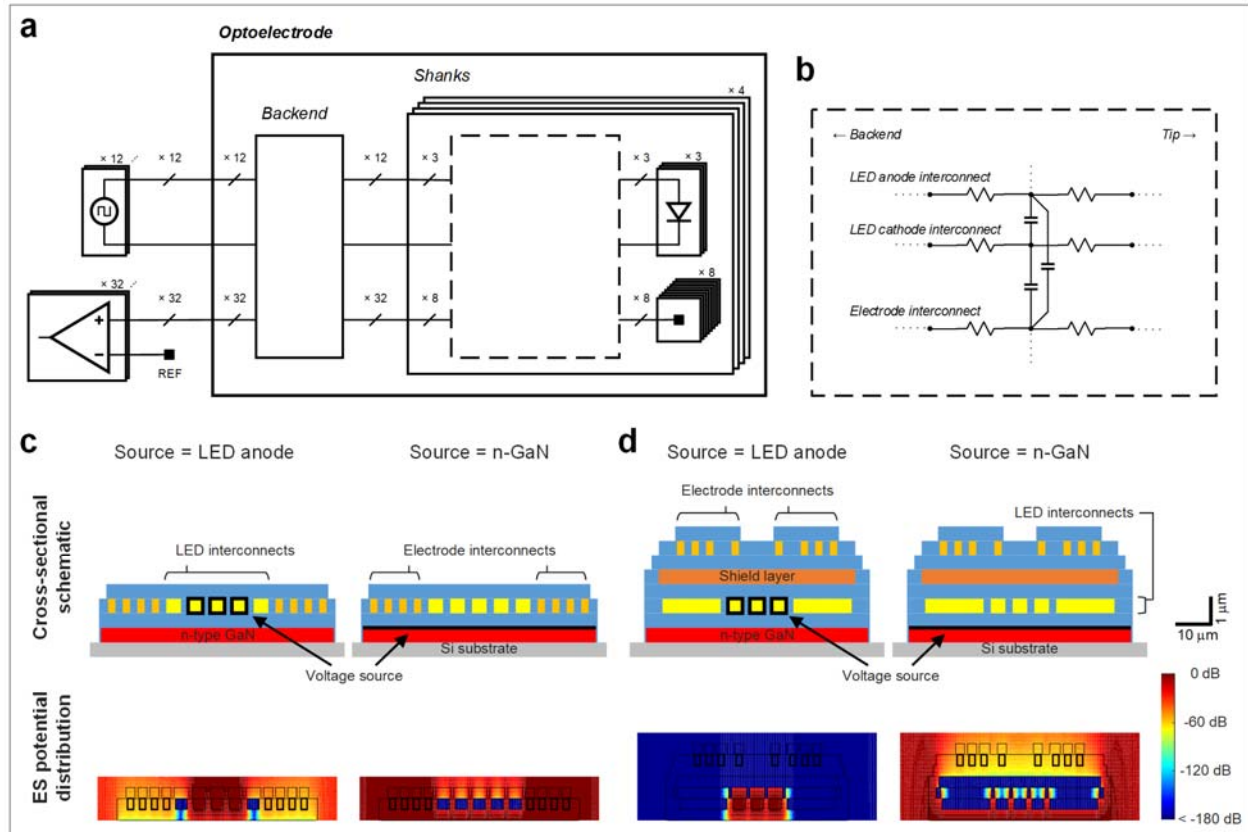 a
Optoelectrode
Shanks
× 4
Backend
× 12
× 12
× 12
× 12
× 3
× 3
× 3
× 32
× 32
× 32
× 32
× 8
× 8
× 8
+
−
REF
b
← Backend
Tip →
LED anode interconnect
LED cathode interconnect
Electrode interconnect
c
Source = LED anode
Source = n-GaN
d
Source = LED anode
Source = n-GaN
Cross-sectional
schematic
LED interconnects
Electrode interconnects
n-type GaN
Si substrate
Voltage source
Electrode interconnects
LED interconnects
Shield layer
n-type GaN
Si substrate
Voltage source
1 µm
10 µm
ES potential
distribution
0 dB
-60 dB
-120 dB
< -180 dB